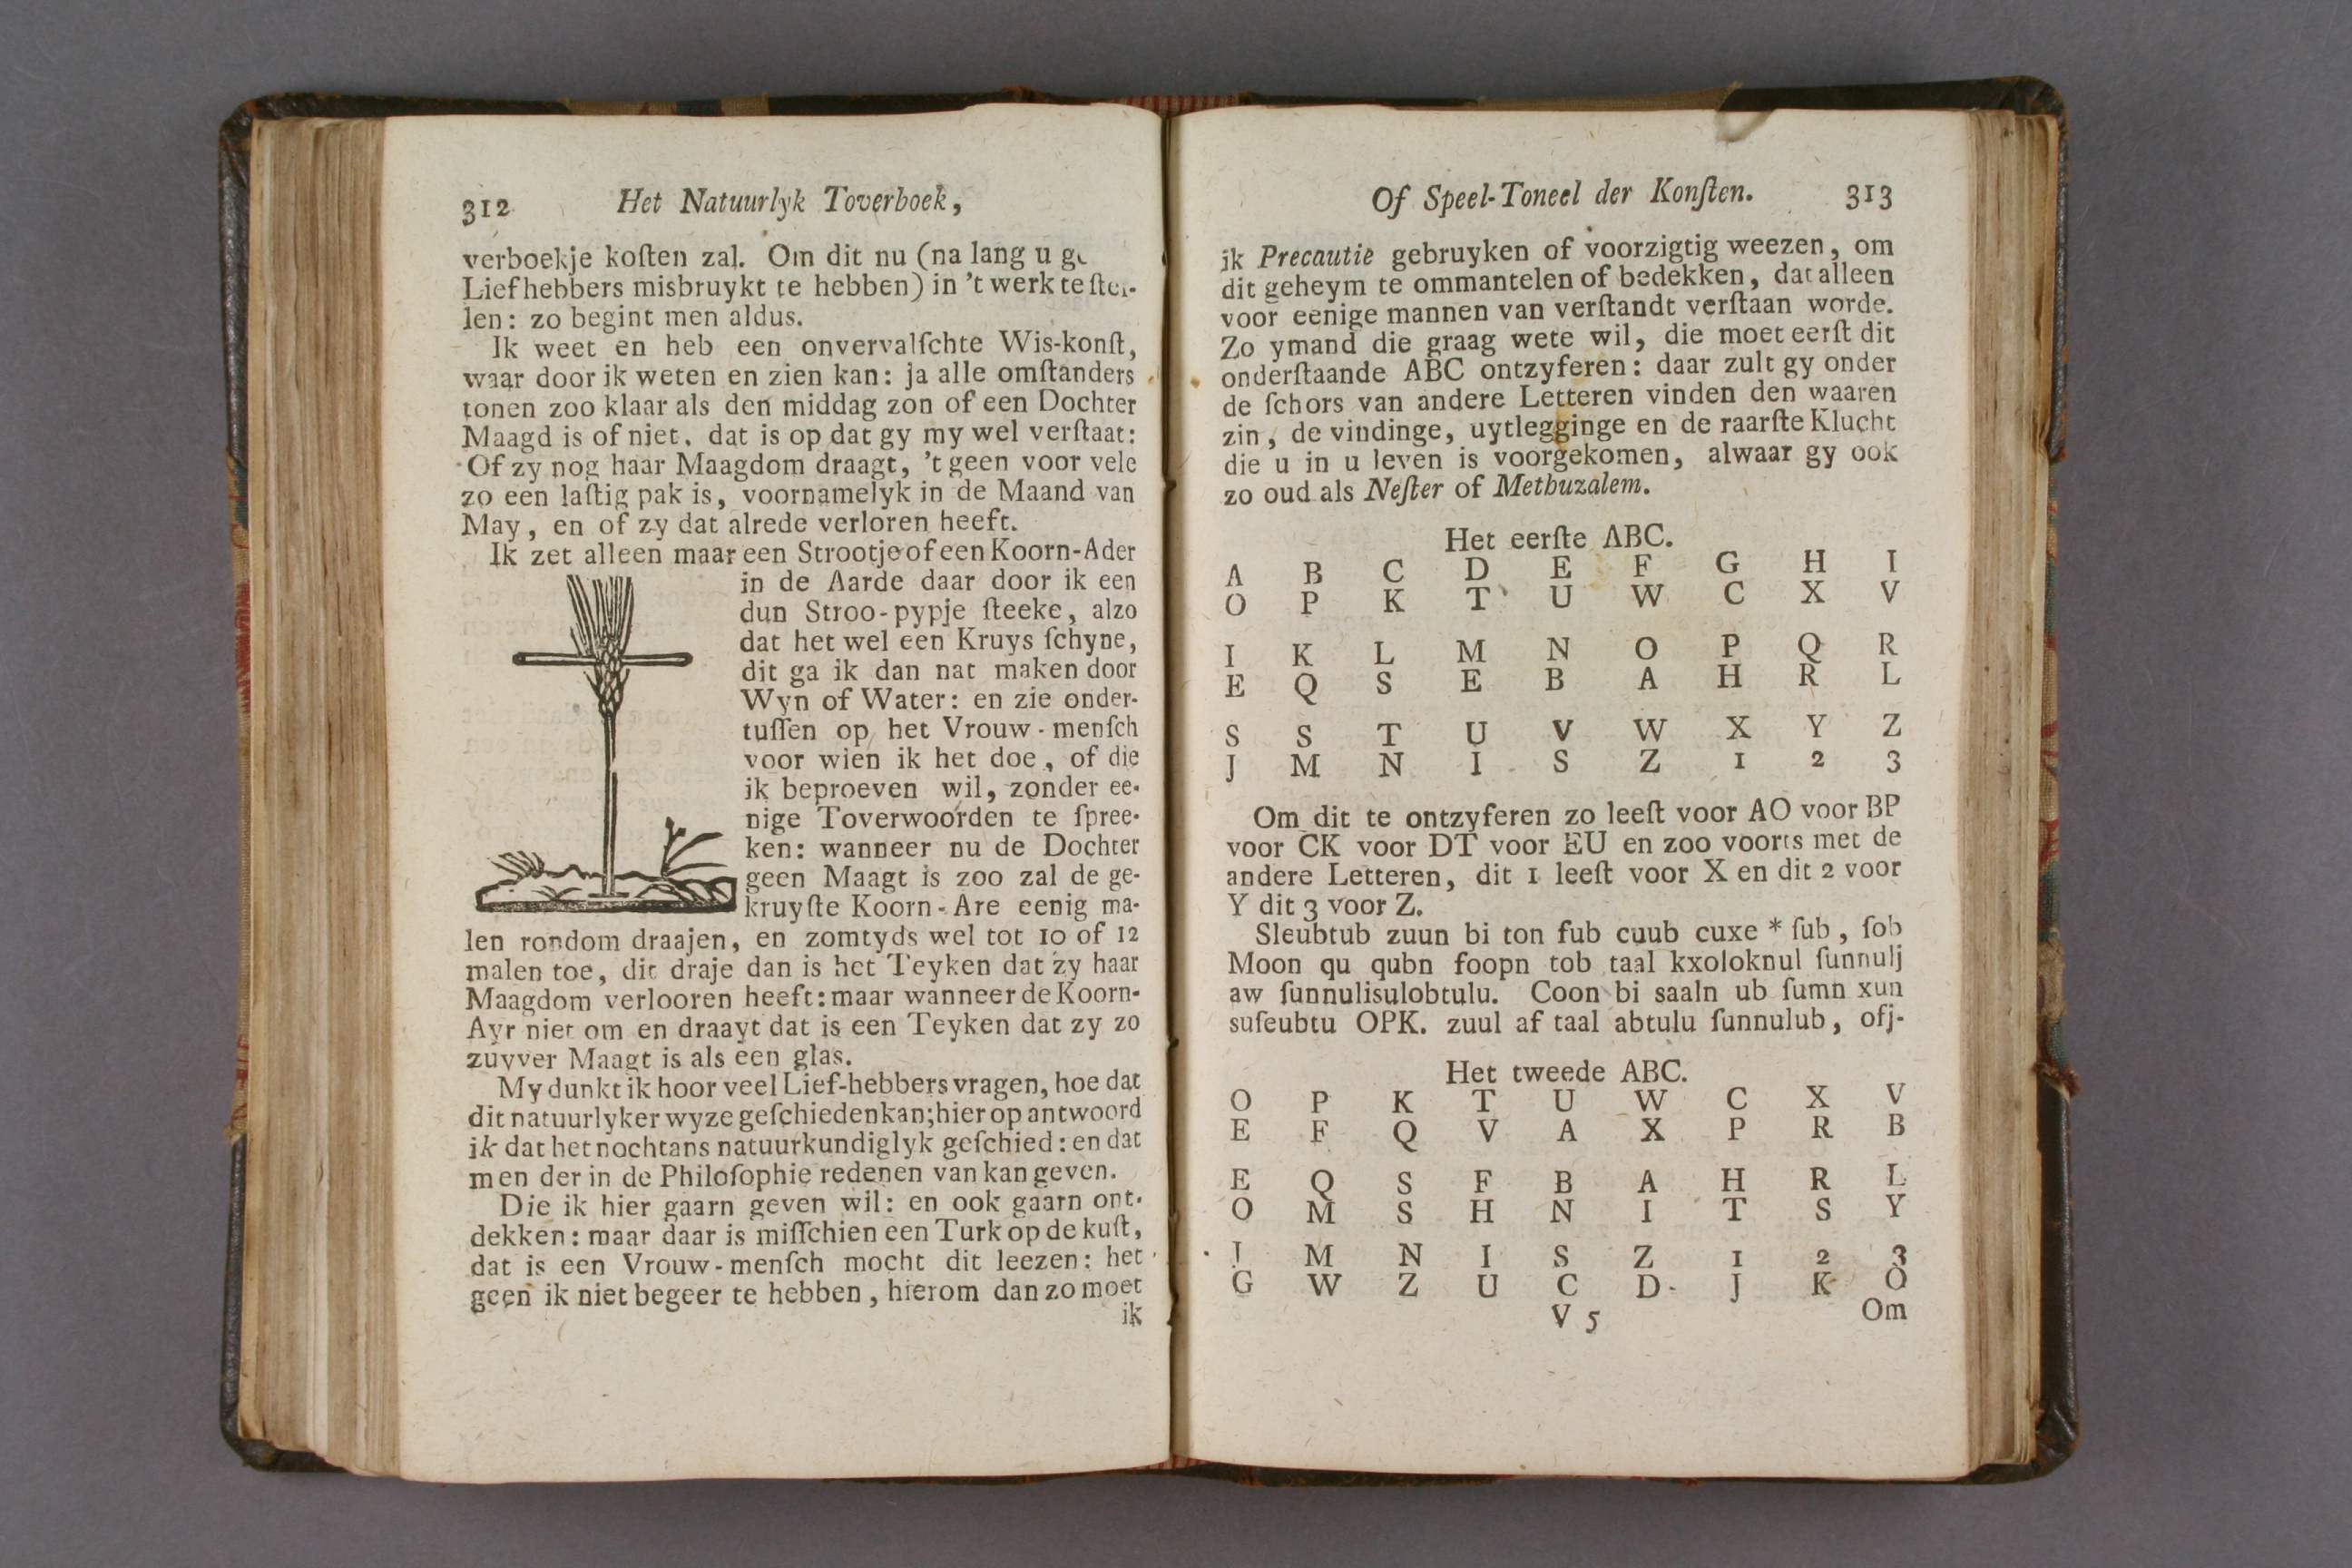 312 Het Natuurlyk Toverboek,
verboekje koſten zal. Om dit nu (na lang u
Liefhebbers misbruykt te hebben) in 't werk te ſtel-
len: zo begint men aldus.
Ik weet en heb een onvervalſchte Wis-konſt,
waar door ik weten en zien kan: ja alle omſtanders
tonen zoo klaar als den middag zon of een Dochter
Maagd is of niet, dat is op dat gy my wel verſtaat:
Of zy nog haar Maagdom draagt, 't geen voor vele
zo een laſtig pak is, voornamelyk in de Maand van
May, en of zy dat alrede verloren heeft.
Ik zet alleen maar een Strootje of een Koorn-Ader
in de Aarde daar door ik een
dun Stroo-pypje ſteeke, alzo
dat het wel een Kruys ſchyne,
dit ga ik dan nat maken door
Wyn of Water: en zie onder-
tuſſen op het Vrouw-menſch
voor wien ik het doe, of die
ik beproeven wil, zonder ee-
nige Toverwoorden te ſpree-
ken: wanneer nu de Dochter
geen Maagt is zoo zal de ge-
kruyſte Koorn-Are eenig ma-
len rondom draajen, en zomtyds wel tot 10 of 12
malen toe, dit draje dan is het Teyken dat zy haar
Maagdom verlooren heeft: maar wanneer de Koorn-
Ayr niet om en draayt dat is een Teyken dat zy zo
zuyver Maagt is als een glas.
My dunkt ik hoor veel Lief-hebbers vragen, hoe dat
dit natuurlyker wyze geſchieden kan; hier op antwoord
ik dat het nochtans natuurkundiglyk geſchied: en dat
men der in de Philoſophie redenen van kan geven.
Die ik hier gaarn geven wil: en ook gaarn ont-
dekken: maar daar is miſſchien een Turk op de kuſt,
dat is een Vrouw-menſch mocht dit leezen: het
geen ik niet begeer te hebben, hierom dan zo moet
ik
Of Speel-Toneel der Konſten. 313
ik Precautie gebruyken of voorzigtig weezen, om
dit geheym te ommantelen of bedekken, dat alleen
voor eenige mannen van verſtandt verſtaan worde.
Zo ymand die graag wete wil, die moet eerſt dit
onderſtaande ABC ontzyferen: daar zult gy onder
de ſchors van andere Letteren vinden den waaren
zin, de vindinge, uytlegginge en de raarſte Klucht
die u in u leven is voorgekomen, alwaar gy ook
zo oud als Neſter of Methuzalem.
Het eerſte ABC.
A B C D E F G H I
O P K T U W C X V
I K L M N O P Q R
E Q S E B A H R L
S S T U V W X Y Z
J M N I S Z 1 2 3
Om dit te ontzyferen zo leeſt voor AO voor BP
voor CK voor DT voor EU en zoo voorts met de
andere Letteren, dit 1 leeſt voor X en dit 2 voor
Y dit 3 voor Z.
Sleubtub zuun bi ton ſub cuub cuxe * ſub, ſob
Moon qu qubn foopn tob taal kxoloknul ſunnulj
aw ſunnulisulobtulu. Coon bi saaln ub ſumn xun
suſeubtu OPK. zuul af taal abtulu ſunnulub, ofj-
Het tweede ABC.
O P K T U W C X V
E F Q V A X P R B
E Q S F B A H R L
O M S H N I T S Y
J M N I S Z 1 2 3
G W Z U C D J K O
V 5 Om